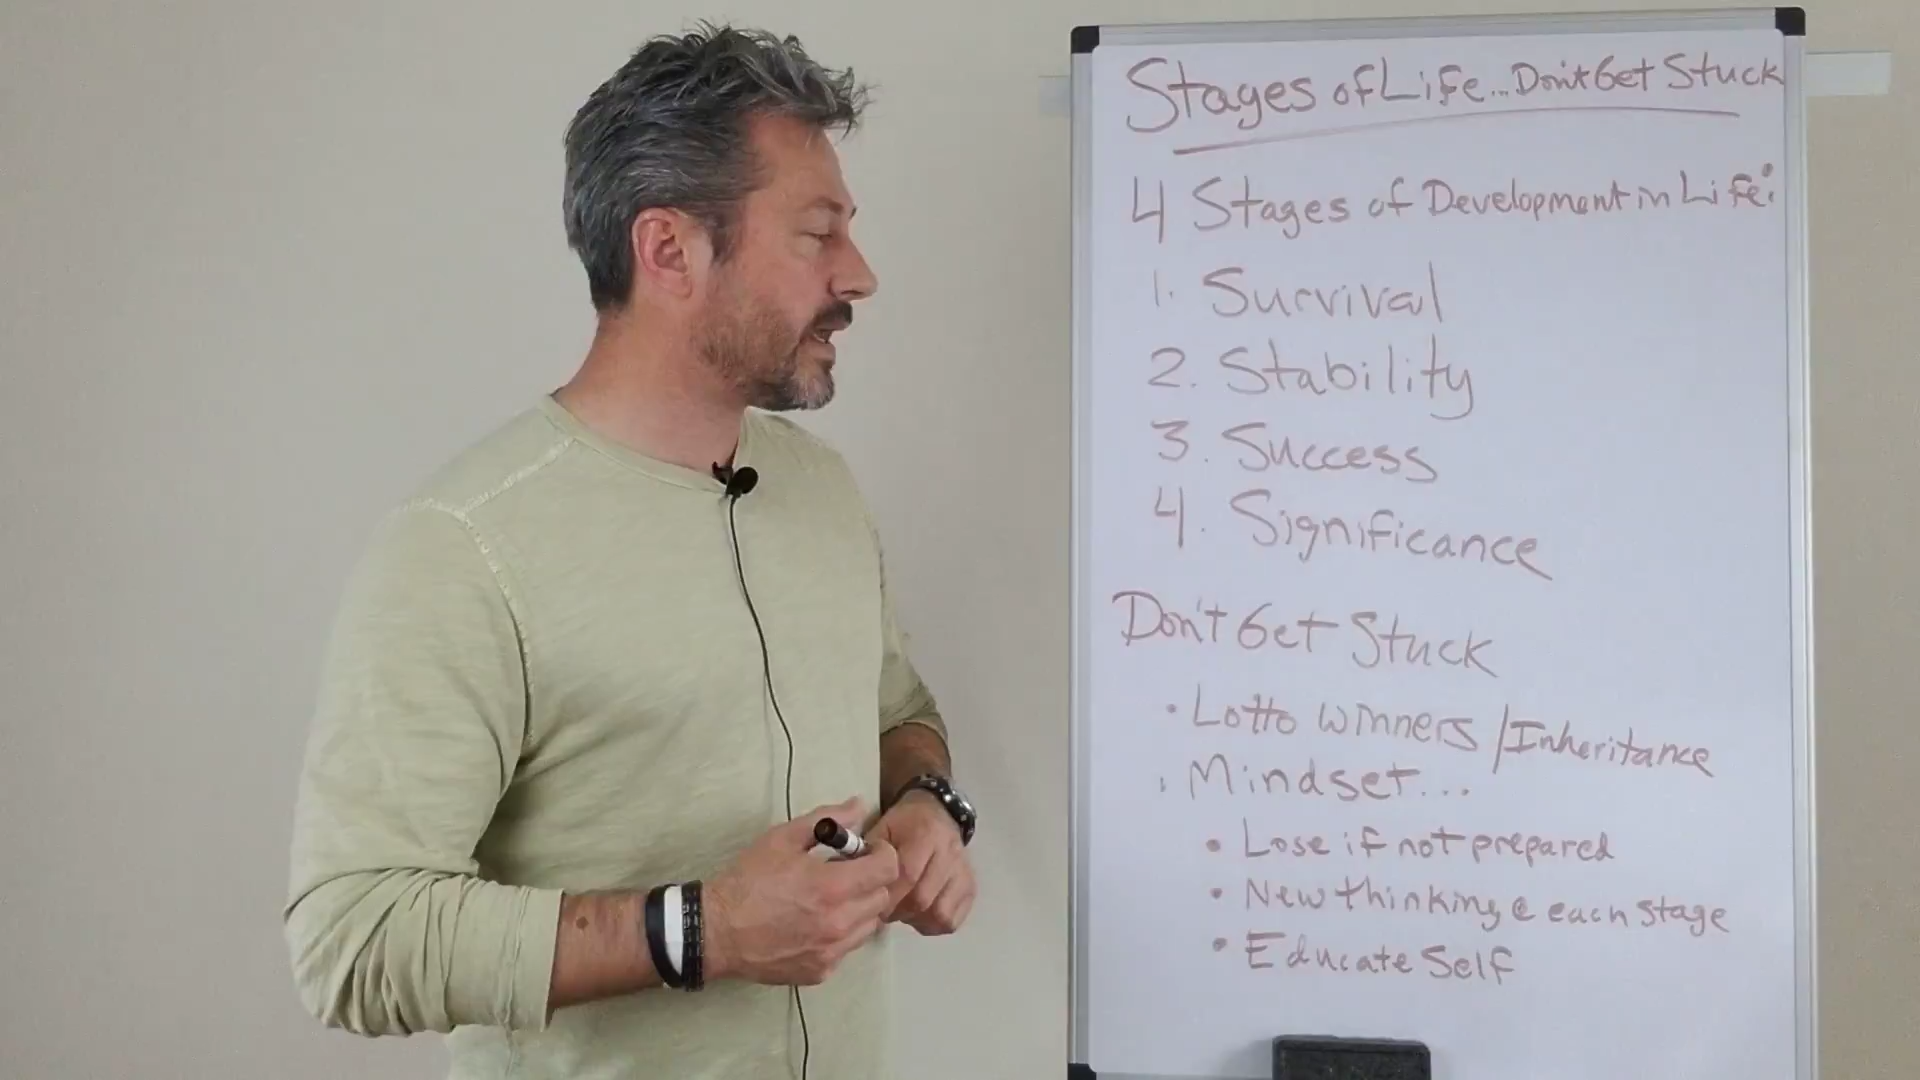 Stages of Life... Don't Get Stuck
4 Stages of Development in Life:
1. Survival
2. Stability
3. Success
4. Significance
Don't Get Stuck
• Lotto winners / Inheritance
• Mindset...
• Lose if not prepared
• New thinking @ each stage
• Educate Self